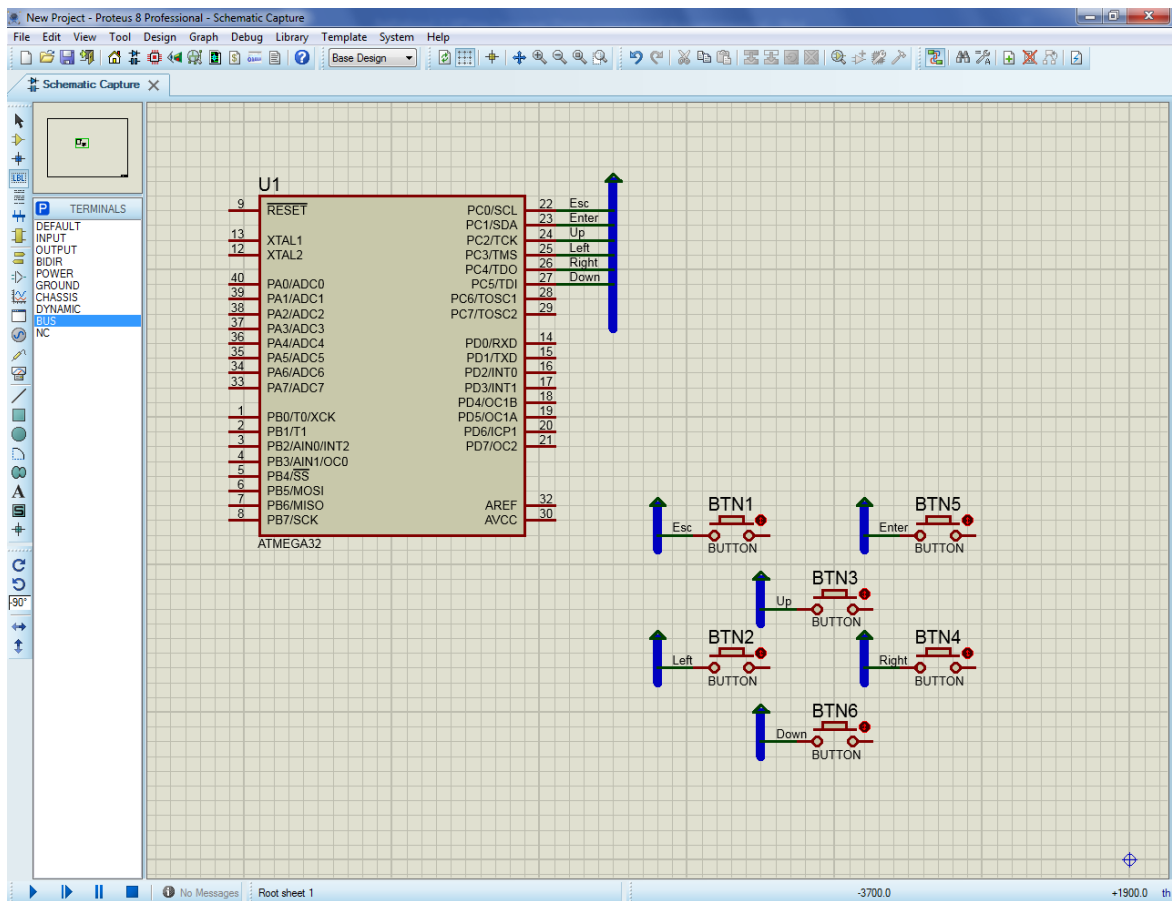 New Project - Proteus 8 Professional - Schematic Capture
File Edit View Tool Design Graph Debug Library Template System Help
Base Design
Schematic Capture
LBL
P TERMINALS
DEFAULT
INPUT
OUTPUT
BIDIR
POWER
GROUND
CHASSIS
DYNAMIC
BUS
NC
A
S
-90°
U1
9 RESET
13 XTAL1
12 XTAL2
40 PA0/ADC0
39 PA1/ADC1
38 PA2/ADC2
37 PA3/ADC3
36 PA4/ADC4
35 PA5/ADC5
34 PA6/ADC6
33 PA7/ADC7
1 PB0/T0/XCK
2 PB1/T1
3 PB2/AIN0/INT2
4 PB3/AIN1/OC0
5 PB4/SS
6 PB5/MOSI
7 PB6/MISO
8 PB7/SCK
PC0/SCL 22 Esc
PC1/SDA 23 Enter
PC2/TCK 24 Up
PC3/TMS 25 Left
PC4/TDO 26 Right
PC5/TDI 27 Down
PC6/TOSC1 28
PC7/TOSC2 29
PD0/RXD 14
PD1/TXD 15
PD2/INT0 16
PD3/INT1 17
PD4/OC1B 18
PD5/OC1A 19
PD6/ICP1 20
PD7/OC2 21
AREF 32
AVCC 30
ATMEGA32
BTN1
Esc
BUTTON
BTN5
Enter
BUTTON
BTN3
Up
BUTTON
BTN2
Left
BUTTON
BTN4
Right
BUTTON
BTN6
Down
BUTTON
No Messages Root sheet 1 -3700.0 +1900.0 th